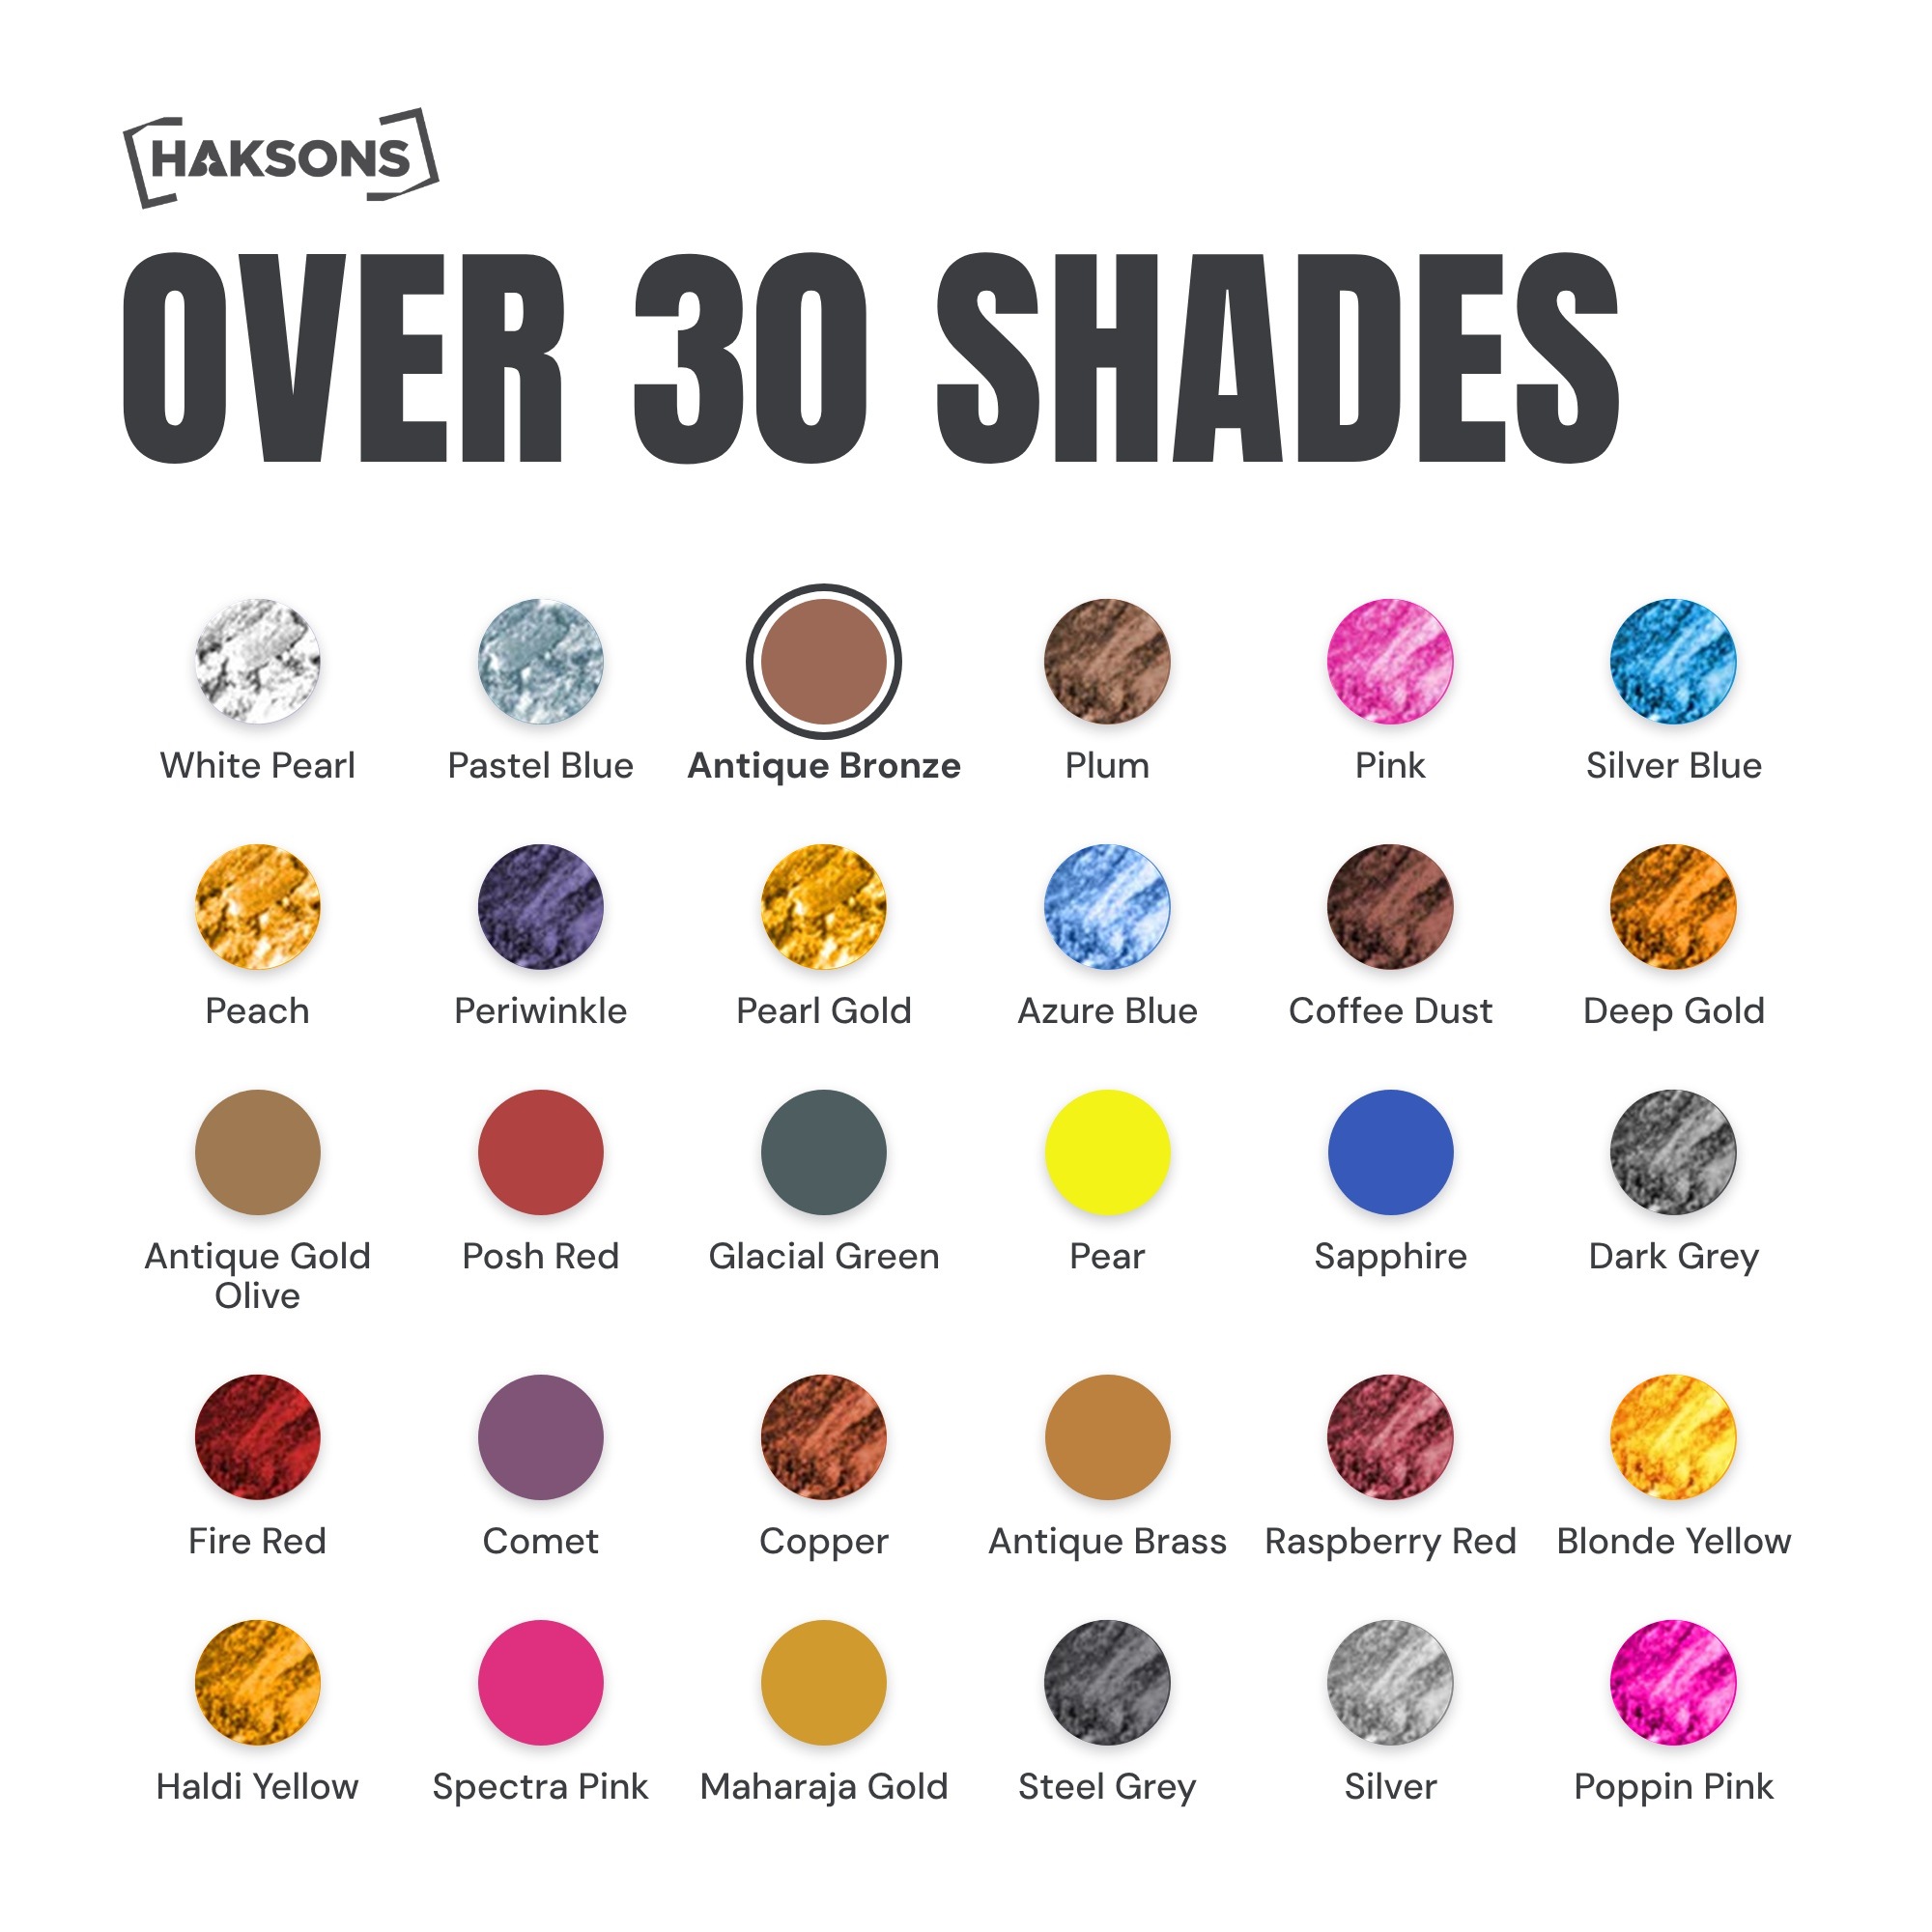 HAKSONS
OVER 30 SHADES
White Pearl
Pastel Blue
Antique Bronze
Plum
Pink
Silver Blue
Peach
Periwinkle
Pearl Gold
Azure Blue
Coffee Dust
Deep Gold
Antique Gold
Olive
Posh Red
Glacial Green
Pear
Sapphire
Dark Grey
Fire Red
Comet
Copper
Antique Brass
Raspberry Red
Blonde Yellow
Haldi Yellow
Spectra Pink
Maharaja Gold
Steel Grey
Silver
Poppin Pink